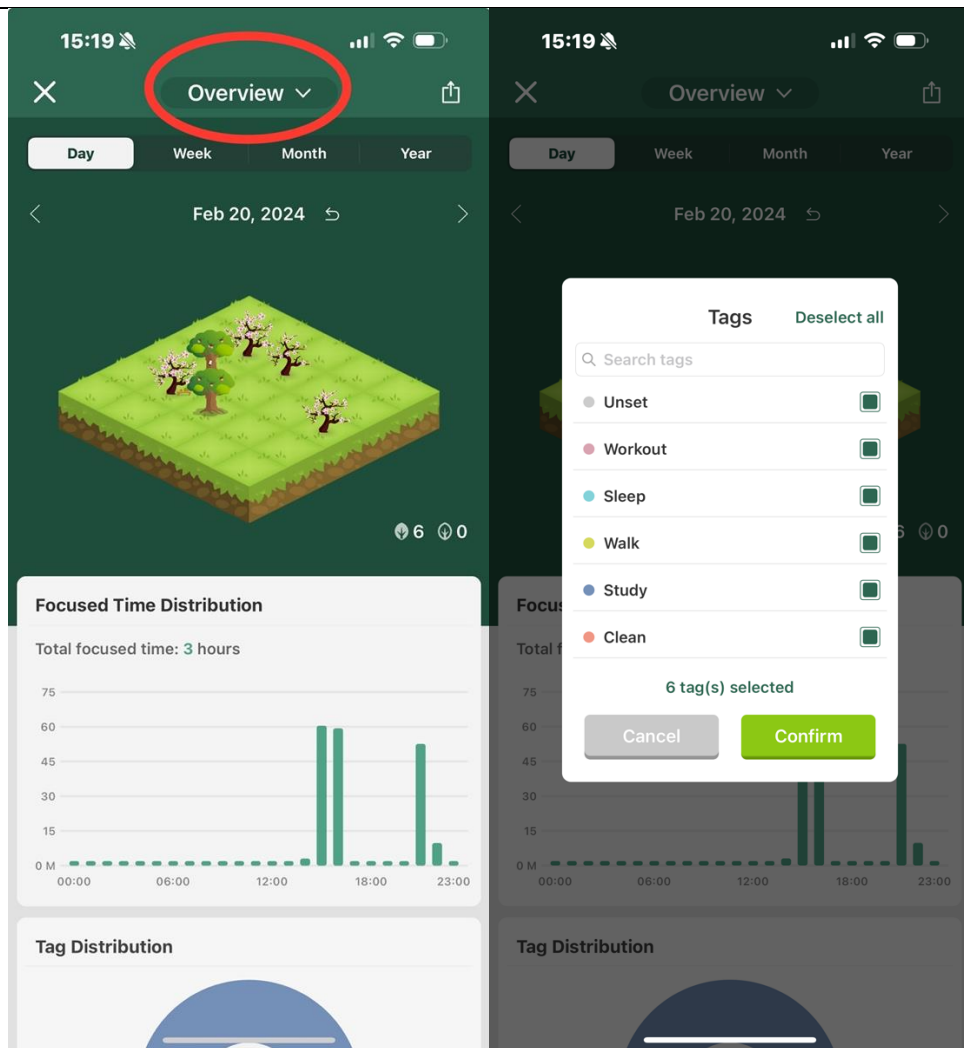 15:19
Overview
Day Week Month Year
Feb 20, 2024
6 0
Focused Time Distribution
Total focused time: 3 hours
75
60
45
30
15
0 M
00:00 06:00 12:00 18:00 23:00
Tag Distribution
15:19
Overview
Day Week Month Year
Feb 20, 2024
Tags Deselect all
Search tags
Unset
Workout
Sleep
Walk
Study
Clean
6 tag(s) selected
Cancel Confirm
6 0
Focus
Total f
75
60
45
30
15
0 M
00:00 06:00 12:00 18:00 23:00
Tag Distribution